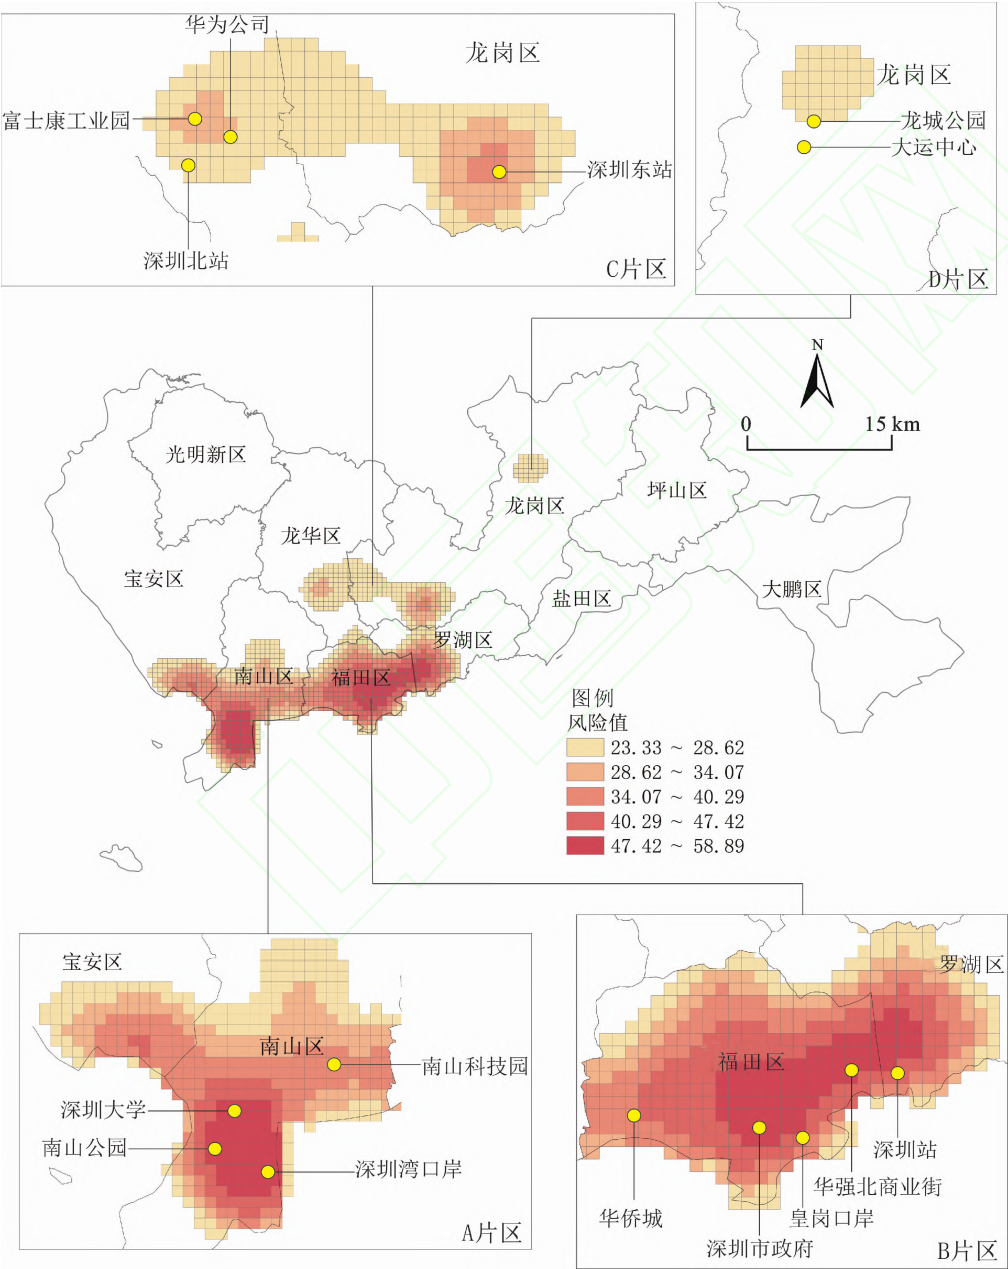 华为公司
龙岗区
富士康工业园
深圳东站
深圳北站
C片区
龙岗区
龙城公园
大运中心
D片区
N
0 15 km
光明新区
龙华区
宝安区
龙岗区
坪山区
盐田区
大鹏区
罗湖区
南山区
福田区
图例
风险值
23.33 ~ 28.62
28.62 ~ 34.07
34.07 ~ 40.29
40.29 ~ 47.42
47.42 ~ 58.89
宝安区
南山区
南山科技园
深圳大学
南山公园
深圳湾口岸
A片区
罗湖区
福田区
深圳站
华强北商业街
皇岗口岸
华侨城
深圳市政府
B片区